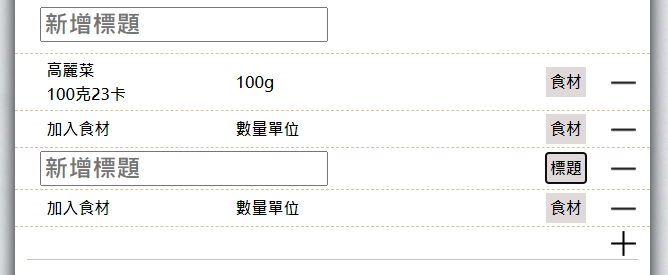 新增標題
高麗菜
100克23卡
100g
食材
加入食材 數量單位 食材
新增標題 標題
加入食材 數量單位 食材